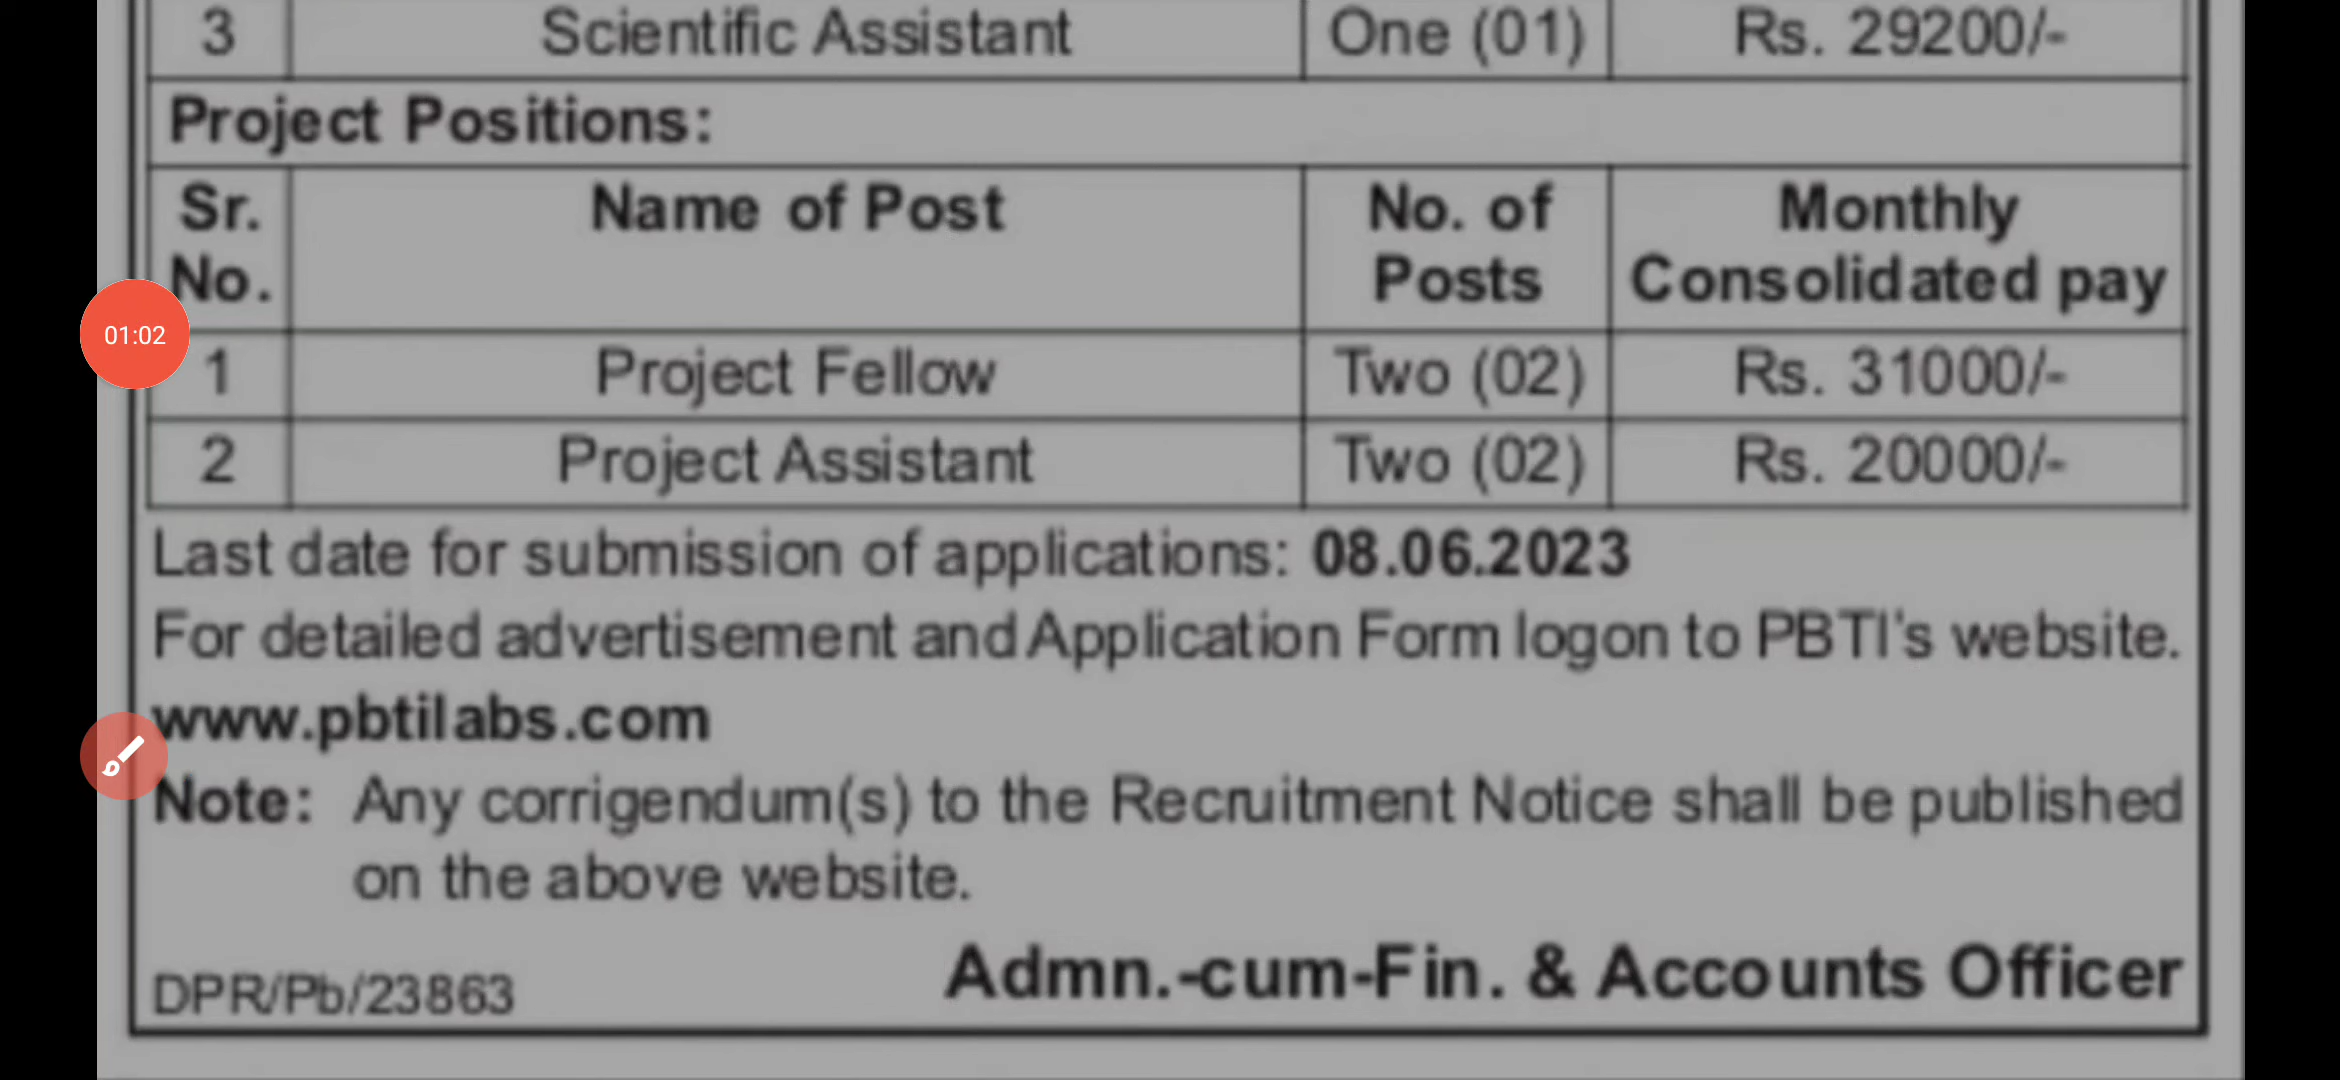 3 Scientific Assistant One (01) Rs. 29200/-
Project Positions:
Sr. No. Name of Post No. of Posts Monthly Consolidated pay
1 Project Fellow Two (02) Rs. 31000/-
2 Project Assistant Two (02) Rs. 20000/-
Last date for submission of applications: 08.06.2023
For detailed advertisement and Application Form logon to PBTI's website.
www.pbtilabs.com
Note: Any corrigendum(s) to the Recruitment Notice shall be published
on the above website.
Admn.-cum-Fin. & Accounts Officer
DPR/Pb/23863
01:02